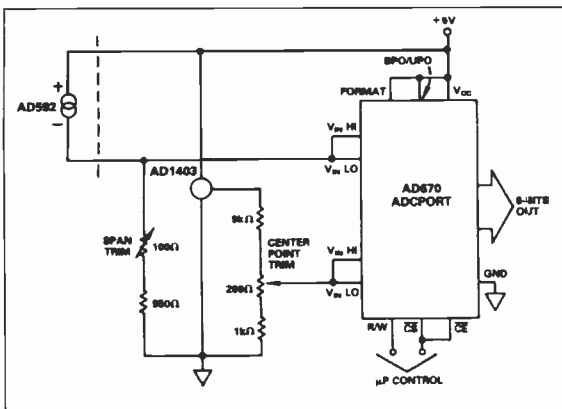 +5V
BPO/UPO
FORMAT
VCC
+
AD592
−
VIN HI
VIN LO
AD1403
AD670
ADCPORT
8-BITS
OUT
9kΩ
SPAN
TRIM
100Ω
CENTER
POINT
TRIM
VIN HI
VIN LO
200Ω
GND
950Ω
1kΩ
R/W
CS
CE
μP CONTROL